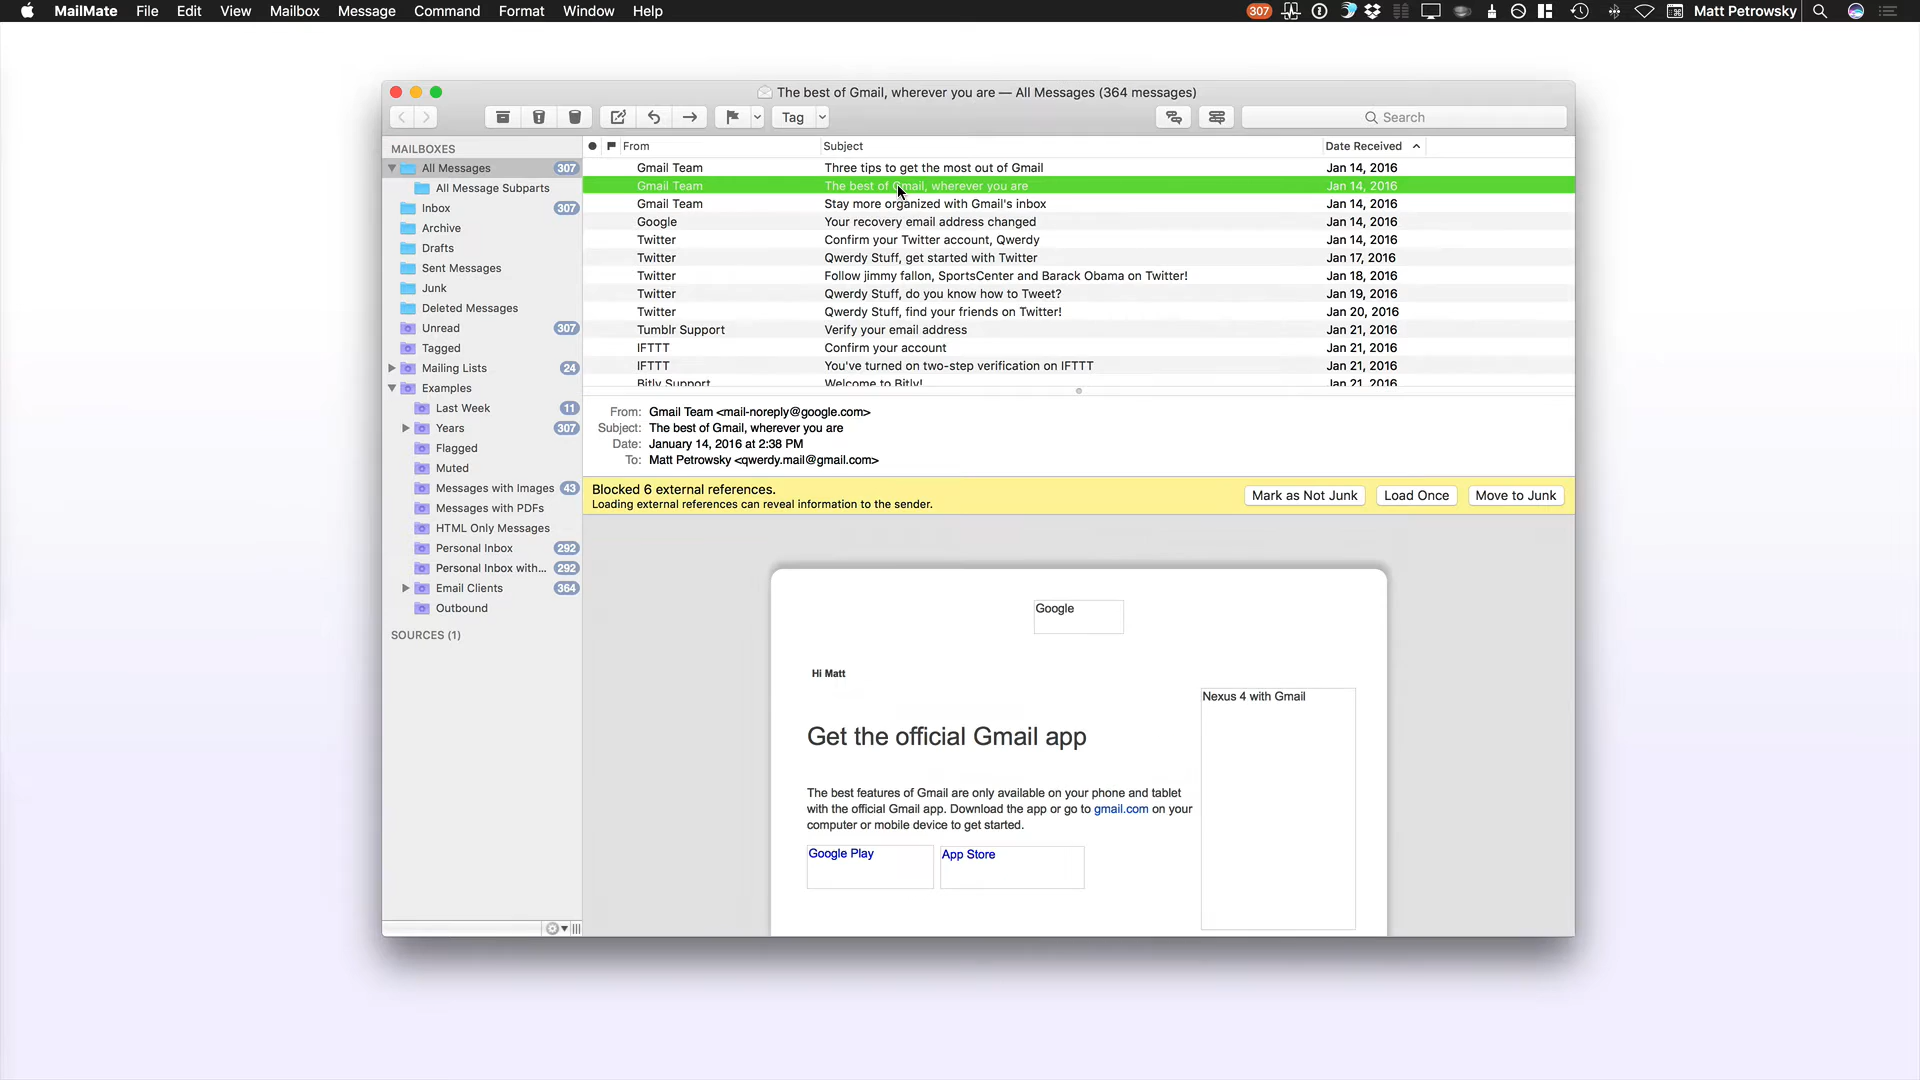 MailMate File Edit View Mailbox Message Command Format Window Help 307 Matt Petrowsky
The best of Gmail, wherever you are — All Messages (364 messages)
Tag Search
MAILBOXES
All Messages 307
All Message Subparts
Inbox 307
Archive
Drafts
Sent Messages
Junk
Deleted Messages
Unread 307
Tagged
Mailing Lists 24
Examples
Last Week 11
Years 307
Flagged
Muted
Messages with Images 43
Messages with PDFs
HTML Only Messages
Personal Inbox 292
Personal Inbox with... 292
Email Clients 364
Outbound
SOURCES (1)
From Subject Date Received
Gmail Team Three tips to get the most out of Gmail Jan 14, 2016
Gmail Team The best of Gmail, wherever you are Jan 14, 2016
Gmail Team Stay more organized with Gmail's inbox Jan 14, 2016
Google Your recovery email address changed Jan 14, 2016
Twitter Confirm your Twitter account, Qwerdy Jan 14, 2016
Twitter Qwerdy Stuff, get started with Twitter Jan 17, 2016
Twitter Follow jimmy fallon, SportsCenter and Barack Obama on Twitter! Jan 18, 2016
Twitter Qwerdy Stuff, do you know how to Tweet? Jan 19, 2016
Twitter Qwerdy Stuff, find your friends on Twitter! Jan 20, 2016
Tumblr Support Verify your email address Jan 21, 2016
IFTTT Confirm your account Jan 21, 2016
IFTTT You've turned on two-step verification on IFTTT Jan 21, 2016
Bitly Support Welcome to Bitly! Jan 21, 2016
From: Gmail Team <mail-noreply@google.com>
Subject: The best of Gmail, wherever you are
Date: January 14, 2016 at 2:38 PM
To: Matt Petrowsky <qwerdy.mail@gmail.com>
Blocked 6 external references.
Loading external references can reveal information to the sender.
Mark as Not Junk Load Once Move to Junk
Google
Hi Matt
Nexus 4 with Gmail
Get the official Gmail app
The best features of Gmail are only available on your phone and tablet
with the official Gmail app. Download the app or go to gmail.com on your
computer or mobile device to get started.
Google Play App Store